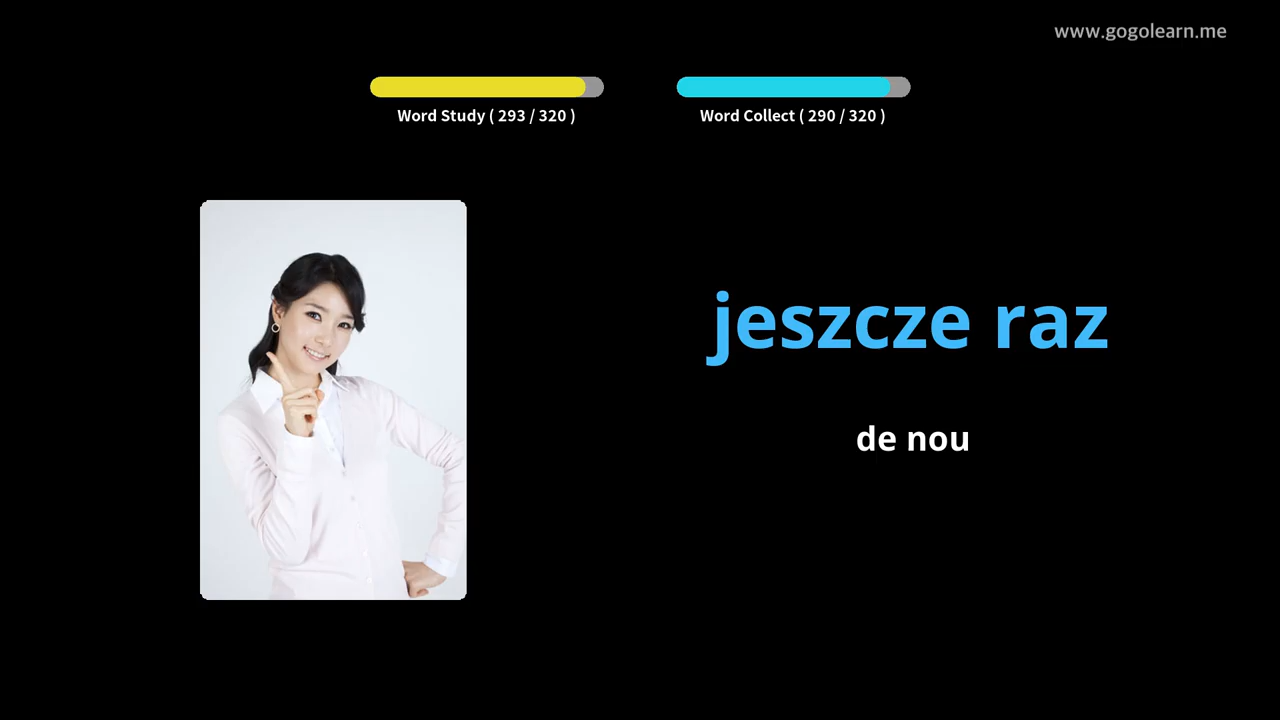 www.gogolearn.me
Word Study ( 293 / 320 )
Word Collect ( 290 / 320 )
jeszcze raz
de nou